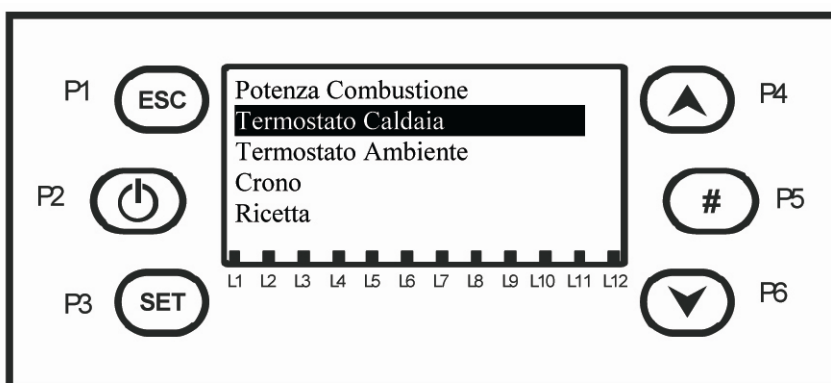 P1 ESC
Potenza Combustione
Termostato Caldaia
Termostato Ambiente
Crono
Ricetta
P4
P2
# P5
P3 SET
L1 L2 L3 L4 L5 L6 L7 L8 L9 L10 L11 L12
P6